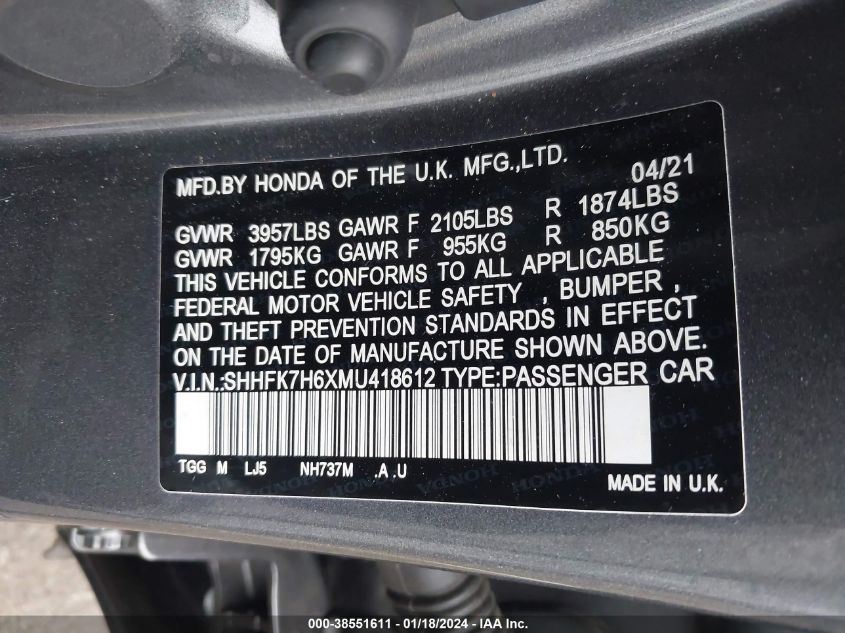 MFD.BY HONDA OF THE U.K. MFG.,LTD. 04/21
GVWR 3957LBS GAWR F 2105LBS R 1874LBS
GVWR 1795KG GAWR F 955KG R 850KG
THIS VEHICLE CONFORMS TO ALL APPLICABLE
FEDERAL MOTOR VEHICLE SAFETY , BUMPER ,
AND THEFT PREVENTION STANDARDS IN EFFECT
ON THE DATE OF MANUFACTURE SHOWN ABOVE.
V.I.N.:SHHFK7H6XMU418612 TYPE:PASSENGER CAR
TGG M LJ5 NH737M .A .U
MADE IN U.K.
000-38551611 - 01/18/2024 - IAA Inc.